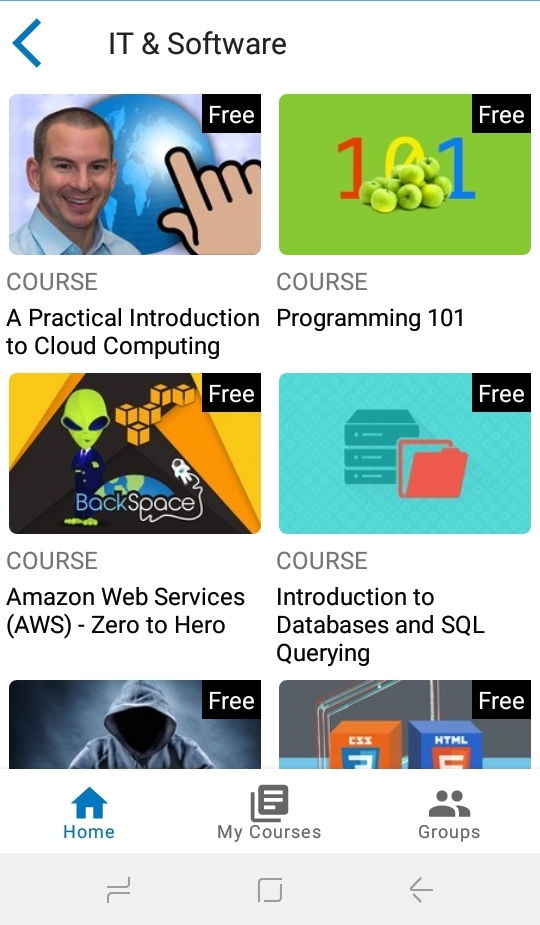 IT & Software
Free
Free
101
COURSE
COURSE
A Practical Introduction
to Cloud Computing
Programming 101
Free
Free
BackSpace
COURSE
COURSE
Amazon Web Services
(AWS) - Zero to Hero
Introduction to
Databases and SQL
Querying
Free
Free
CSS
HTML
Home
My Courses
Groups